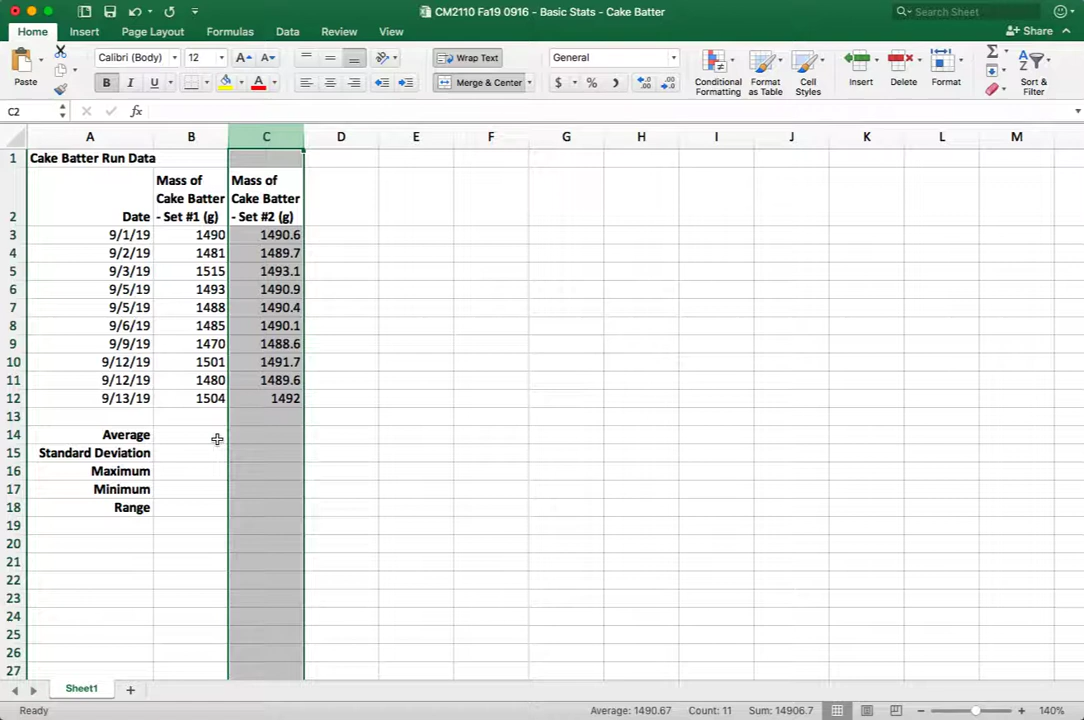 CM2110 Fa19 0916 - Basic Stats - Cake Batter
Search Sheet
Home Insert Page Layout Formulas Data Review View
Share
Paste
Calibri (Body) 12 A A
B I U A
Wrap Text
Merge & Center
General
$ % )
.0 .00 .00 .0
Conditional Formatting
Format as Table
Cell Styles
Insert
Delete
Format
Sort & Filter
C2 fx
A B C D E F G H I J K L M
1 Cake Batter Run Data
Mass of Mass of
Cake Batter Cake Batter
2 Date - Set #1 (g) - Set #2 (g)
3 9/1/19 1490 1490.6
4 9/2/19 1481 1489.7
5 9/3/19 1515 1493.1
6 9/5/19 1493 1490.9
7 9/5/19 1488 1490.4
8 9/6/19 1485 1490.1
9 9/9/19 1470 1488.6
10 9/12/19 1501 1491.7
11 9/12/19 1480 1489.6
12 9/13/19 1504 1492
13
14 Average
15 Standard Deviation
16 Maximum
17 Minimum
18 Range
19
20
21
22
23
24
25
26
27
Sheet1
Ready Average: 1490.67 Count: 11 Sum: 14906.7 140%